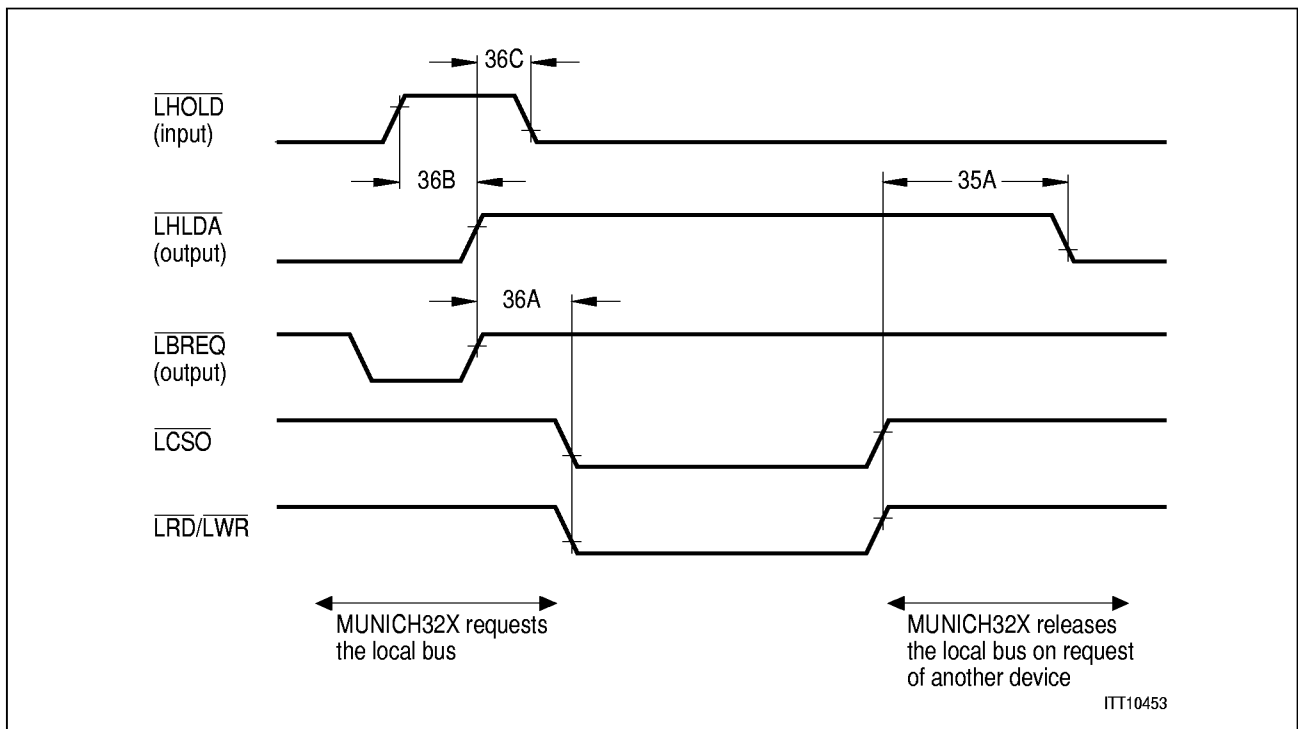 36C
LHOLD
(input)
36B
35A
LHLDA
(output)
36A
LBREQ
(output)
LCSO
LRD/LWR
MUNICH32X requests
the local bus
MUNICH32X releases
the local bus on request
of another device
ITT10453